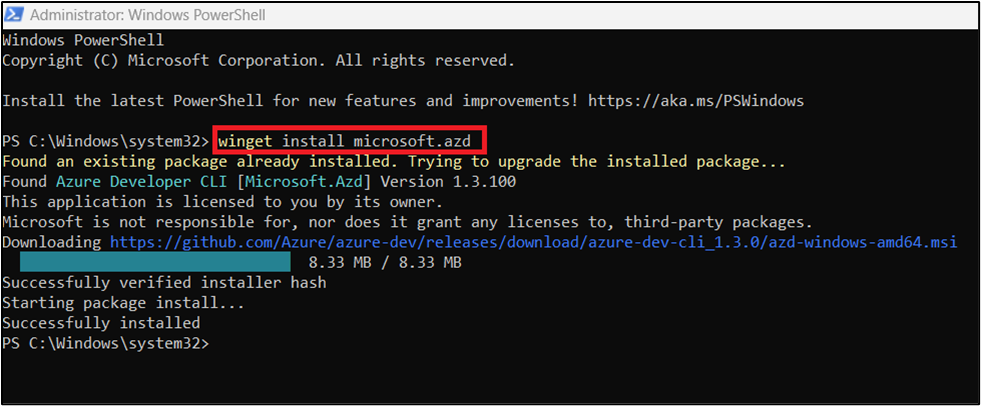 Administrator: Windows PowerShell
Windows PowerShell
Copyright (C) Microsoft Corporation. All rights reserved.
Install the latest PowerShell for new features and improvements! https://aka.ms/PSWindows
PS C:\Windows\system32> winget install microsoft.azd
Found an existing package already installed. Trying to upgrade the installed package...
Found Azure Developer CLI [Microsoft.Azd] Version 1.3.100
This application is licensed to you by its owner.
Microsoft is not responsible for, nor does it grant any licenses to, third-party packages.
Downloading https://github.com/Azure/azure-dev/releases/download/azure-dev-cli_1.3.0/azd-windows-amd64.msi
8.33 MB / 8.33 MB
Successfully verified installer hash
Starting package install...
Successfully installed
PS C:\Windows\system32>